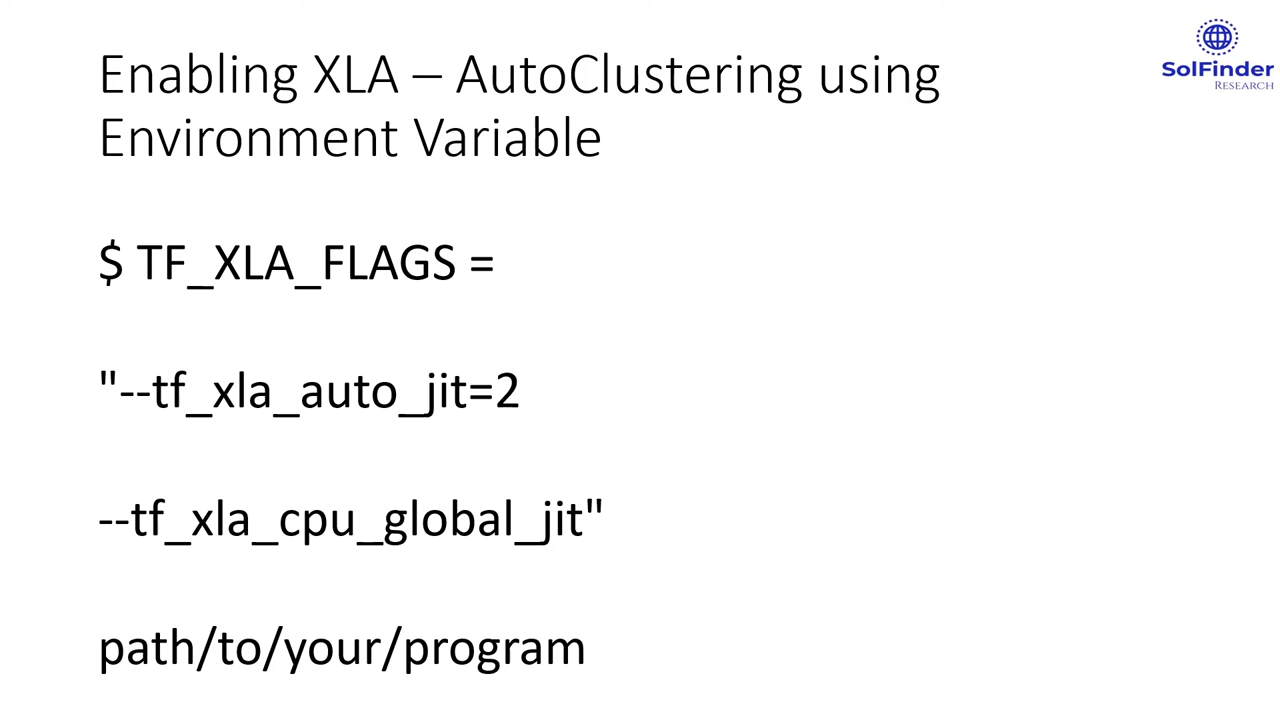 Enabling XLA – AutoClustering using
Environment Variable
SolFinder
RESEARCH
$ TF_XLA_FLAGS =
"--tf_xla_auto_jit=2
--tf_xla_cpu_global_jit"
path/to/your/program